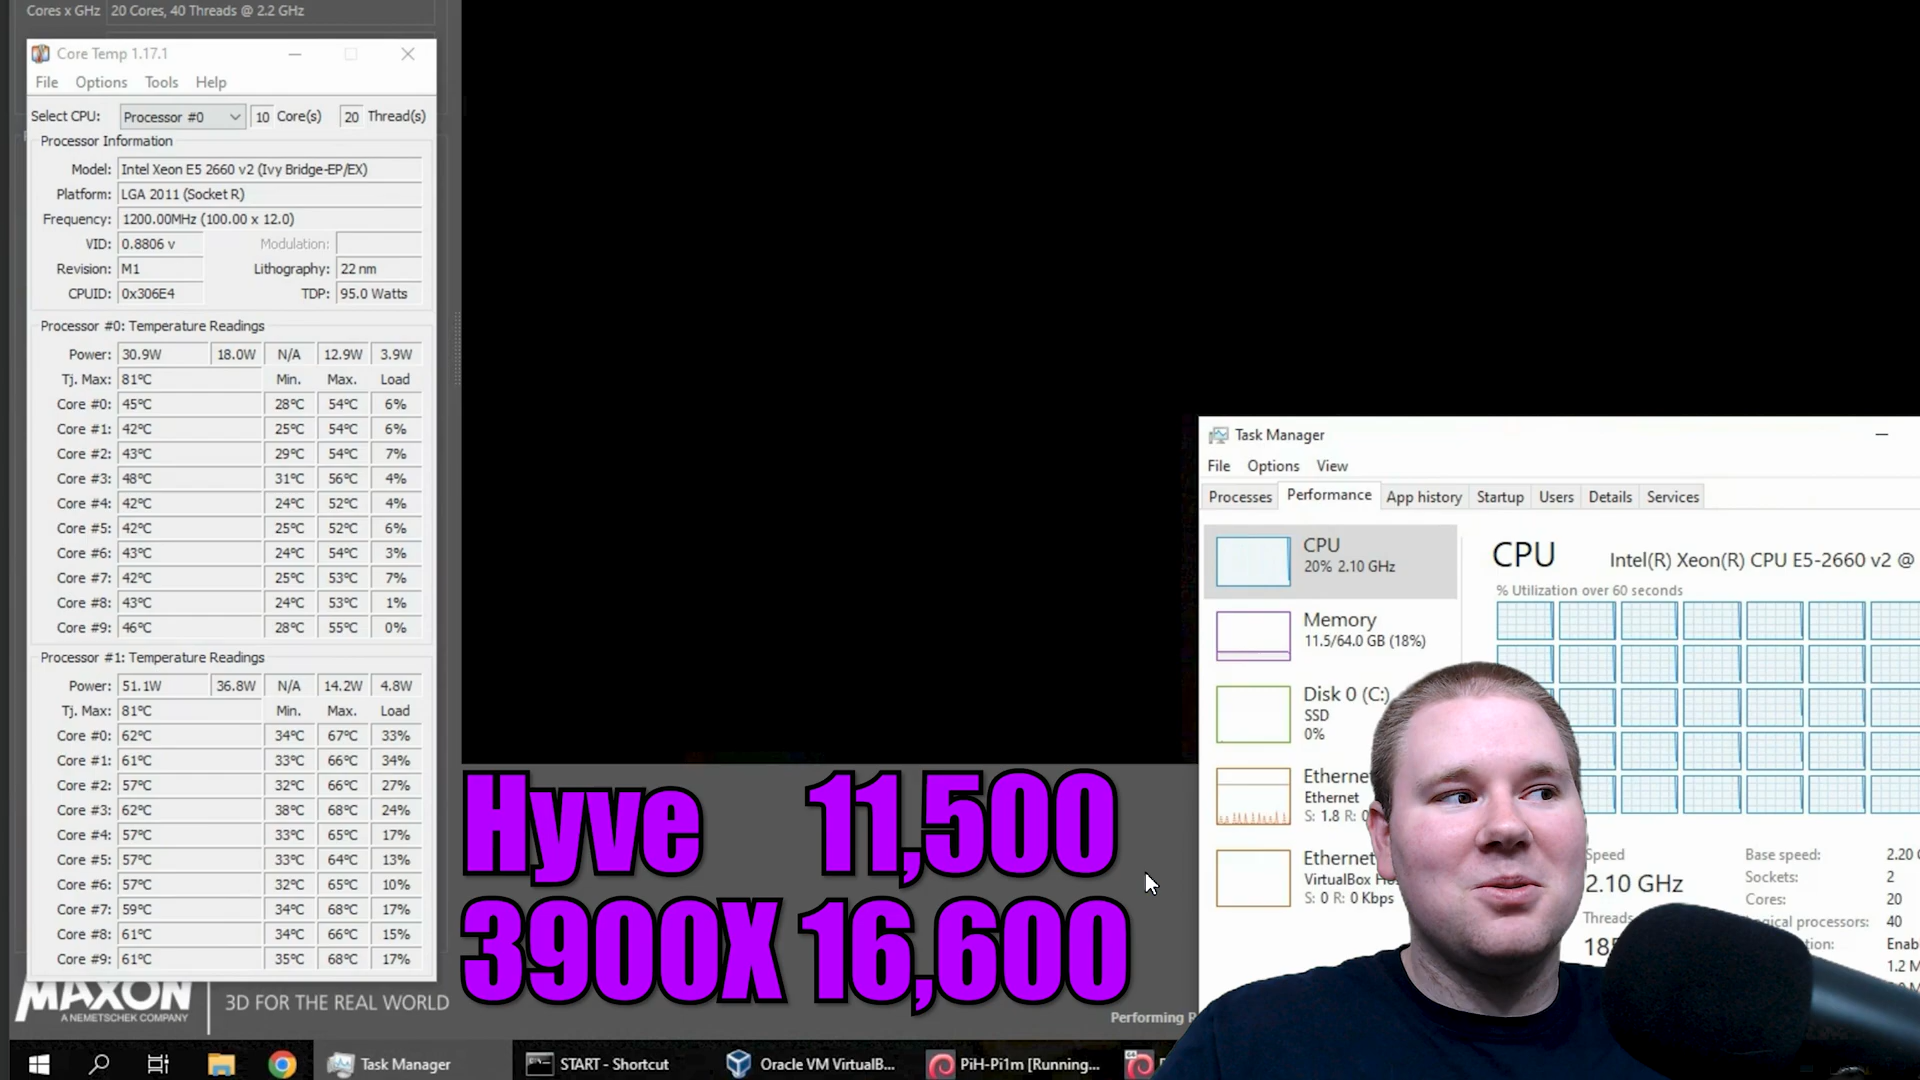 Cores x GHz 20 Cores, 40 Threads @ 2.2 GHz
Core Temp 1.17.1
File Options Tools Help
Select CPU: Processor #0 10 Core(s) 20 Thread(s)
Processor Information
Model: Intel Xeon E5 2660 v2 (Ivy Bridge-EP/EX)
Platform: LGA 2011 (Socket R)
Frequency: 1200.00MHz (100.00 x 12.0)
VID: 0.8806 v Modulation:
Revision: M1 Lithography: 22 nm
CPUID: 0x306E4 TDP: 95.0 Watts
Processor #0: Temperature Readings
Power: 30.9W 18.0W N/A 12.9W 3.9W
Tj. Max: 81°C Min. Max. Load
Core #0: 45°C 28°C 54°C 6%
Core #1: 42°C 25°C 54°C 6%
Core #2: 43°C 29°C 54°C 7%
Core #3: 48°C 31°C 56°C 4%
Core #4: 42°C 24°C 52°C 4%
Core #5: 42°C 25°C 52°C 6%
Core #6: 43°C 24°C 54°C 3%
Core #7: 42°C 25°C 53°C 7%
Core #8: 43°C 24°C 53°C 1%
Core #9: 46°C 28°C 55°C 0%
Processor #1: Temperature Readings
Power: 51.1W 36.8W N/A 14.2W 4.8W
Tj. Max: 81°C Min. Max. Load
Core #0: 62°C 34°C 67°C 33%
Core #1: 61°C 33°C 66°C 34%
Core #2: 57°C 32°C 66°C 27%
Core #3: 62°C 38°C 68°C 24%
Core #4: 57°C 33°C 65°C 17%
Core #5: 57°C 33°C 64°C 13%
Core #6: 57°C 32°C 65°C 10%
Core #7: 59°C 34°C 68°C 17%
Core #8: 61°C 34°C 66°C 15%
Core #9: 61°C 35°C 68°C 17%
MAXON
A NEMETSCHEK COMPANY
3D FOR THE REAL WORLD
Hyve 11,500
3900X 16,600
Performing
Task Manager
File Options View
Processes Performance App history Startup Users Details Services
CPU
20% 2.10 GHz
Memory
11.5/64.0 GB (18%)
Disk 0 (C:)
SSD
0%
Ethernet
Ethernet
S: 1.8 R: 0
Ethernet
VirtualBox
S: 0 R: 0 Kbps
CPU Intel(R) Xeon(R) CPU E5-2660 v2 @
% Utilization over 60 seconds
Speed
2.10 GHz
Threads
Base speed: 2.20
Sockets: 2
Cores: 20
ogical processors: 40
Task Manager START - Shortcut Oracle VM VirtualB... PiH-Pi1m [Running...